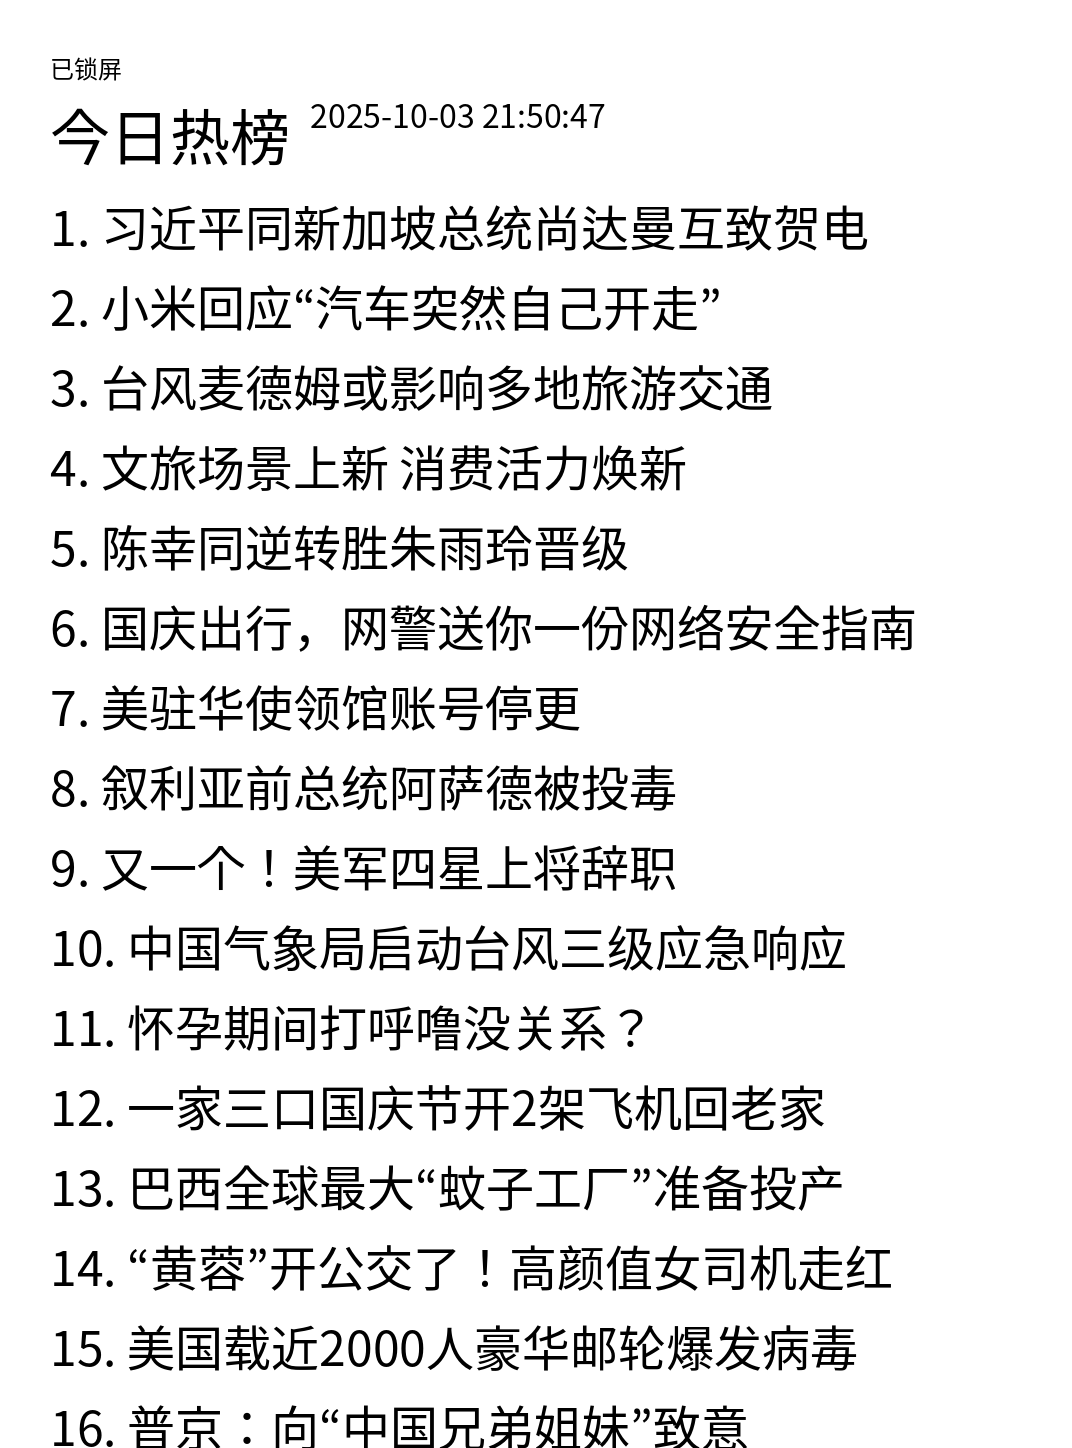 已锁屏
今日热榜 2025-10-03 21:50:47
1. 习近平同新加坡总统尚达曼互致贺电
2. 小米回应“汽车突然自己开走”
3. 台风麦德姆或影响多地旅游交通
4. 文旅场景上新 消费活力焕新
5. 陈幸同逆转胜朱雨玲晋级
6. 国庆出行，网警送你一份网络安全指南
7. 美驻华使领馆账号停更
8. 叙利亚前总统阿萨德被投毒
9. 又一个！美军四星上将辞职
10. 中国气象局启动台风三级应急响应
11. 怀孕期间打呼噜没关系？
12. 一家三口国庆节开2架飞机回老家
13. 巴西全球最大“蚊子工厂”准备投产
14. “黄蓉”开公交了！高颜值女司机走红
15. 美国载近2000人豪华邮轮爆发病毒
16. 普京：向“中国兄弟姐妹”致意